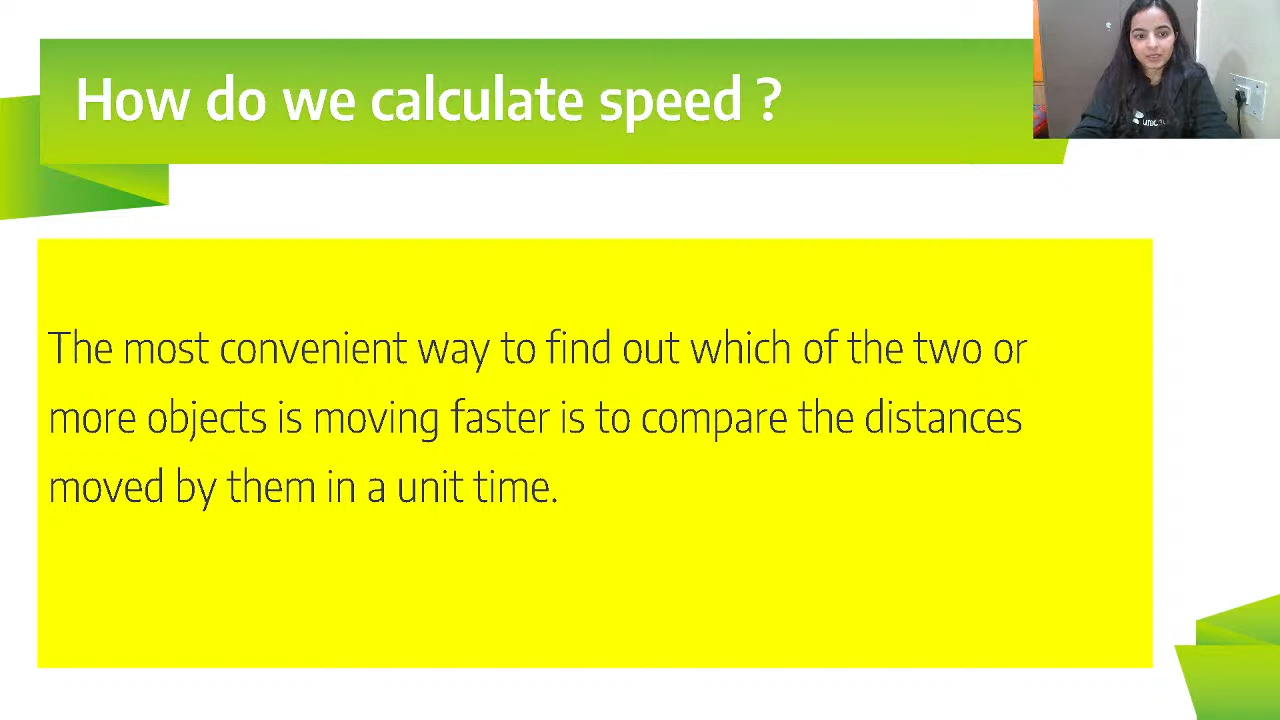 How do we calculate speed ?
The most convenient way to find out which of the two or
more objects is moving faster is to compare the distances
moved by them in a unit time.